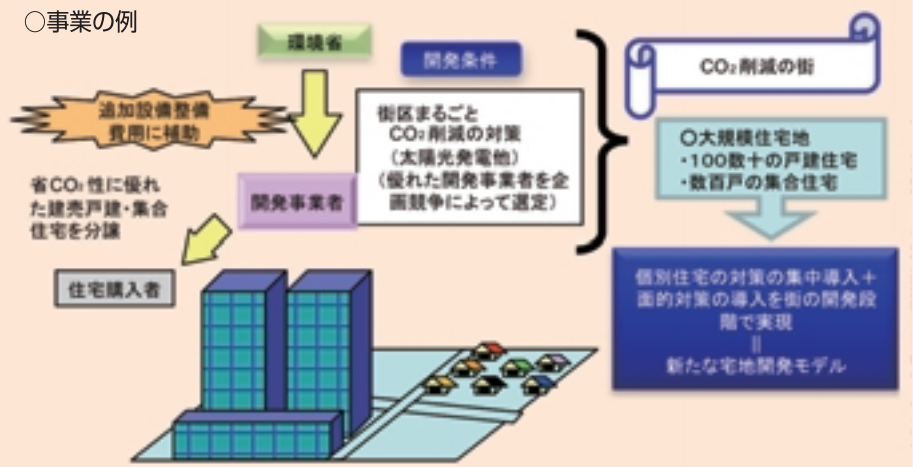 ○事業の例
環境省
開発条件
追加設備整備
費用に補助
街区まるごと
CO₂削減の対策
(太陽光発電他)
(優れた開発事業者を企
画競争によって選定)
開発事業者
省CO₂性に優れ
た建売戸建・集合
住宅を分譲
住宅購入者
CO₂削減の街
○大規模住宅地
・100数十の戸建住宅
・数百戸の集合住宅
個別住宅の対策の集中導入+
面的対策の導入を街の開発段
階で実現
||
新たな宅地開発モデル